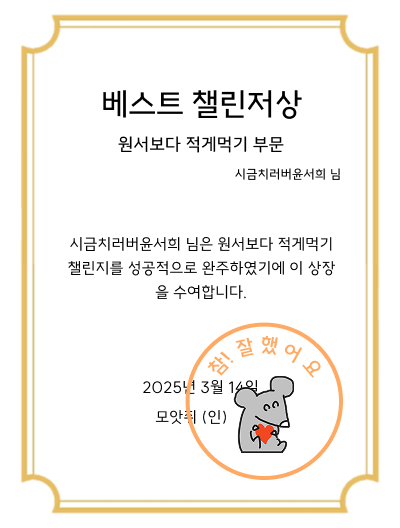 베스트 챌린저상
원서보다 적게먹기 부문
시금치러버윤서희 님
시금치러버윤서희 님은 원서보다 적게먹기
챌린지를 성공적으로 완주하였기에 이 상장
을 수여합니다.
참! 잘했어요
2025년 3월 14일
모앗쥐 (인)